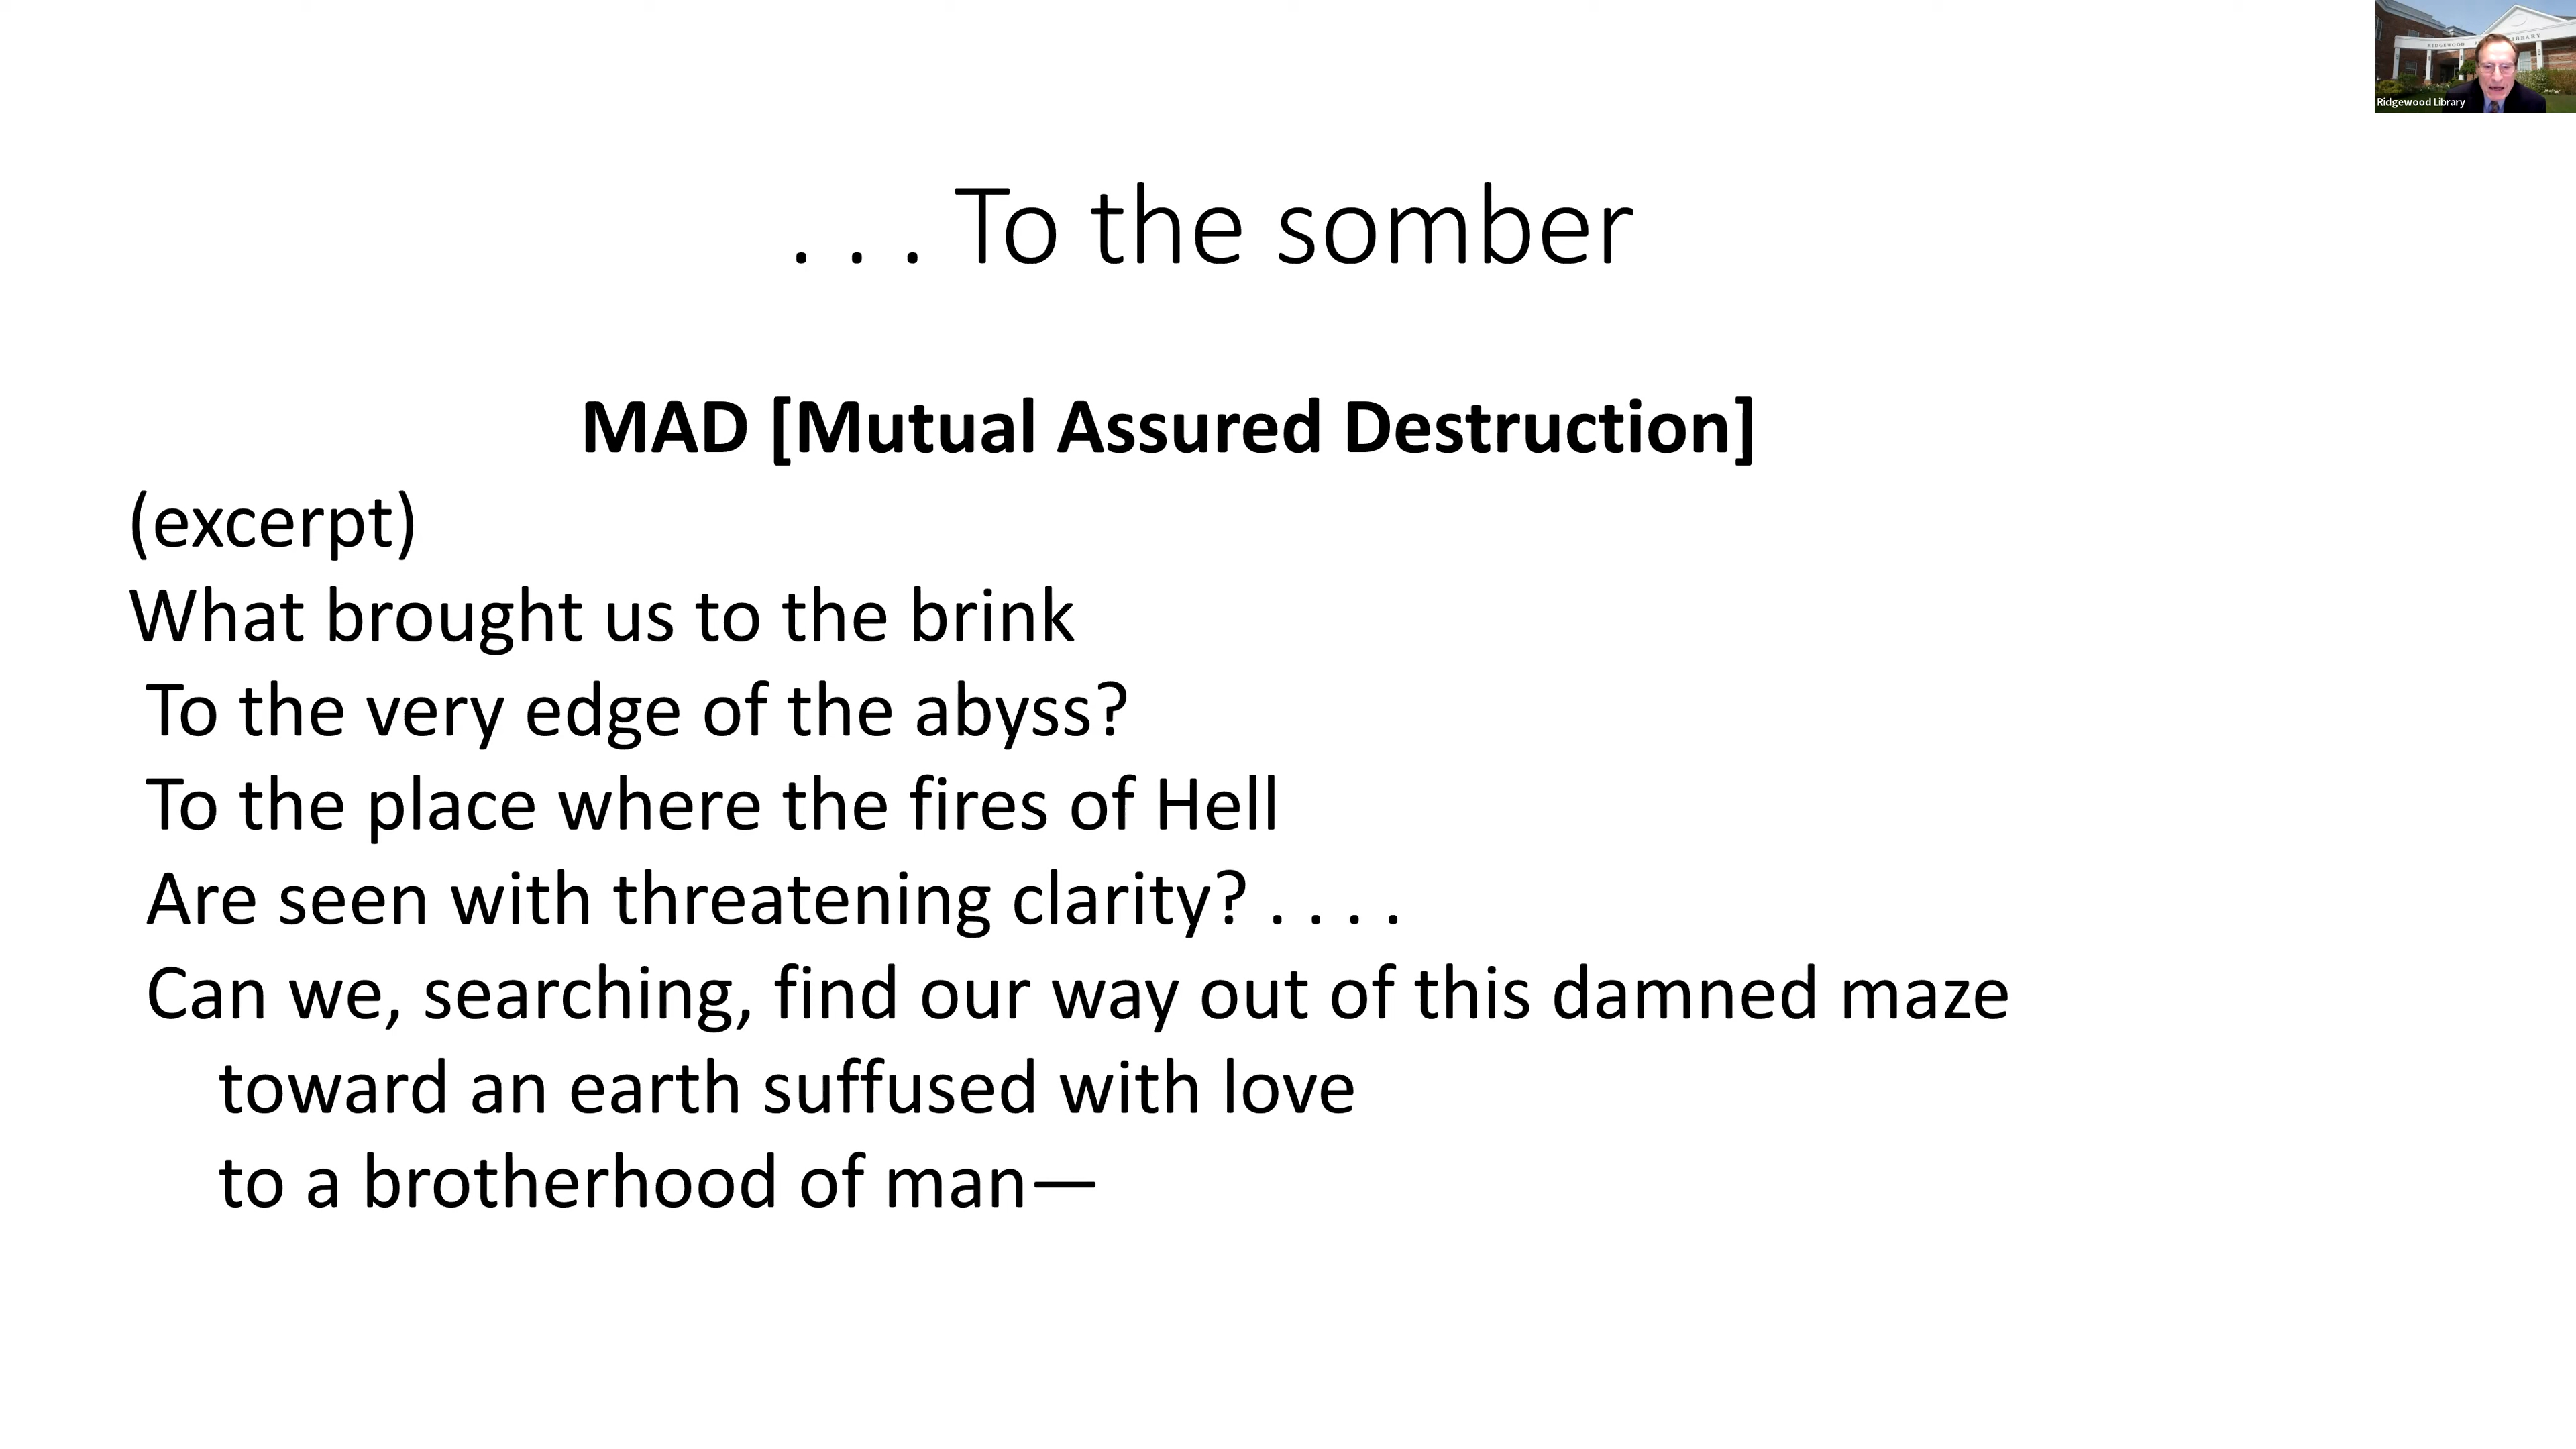 RIDGEWOOD
LIBRARY
Ridgewood Library
. . . To the somber
MAD [Mutual Assured Destruction]
(excerpt)
What brought us to the brink
To the very edge of the abyss?
To the place where the fires of Hell
Are seen with threatening clarity? . . . .
Can we, searching, find our way out of this damned maze
toward an earth suffused with love
to a brotherhood of man—